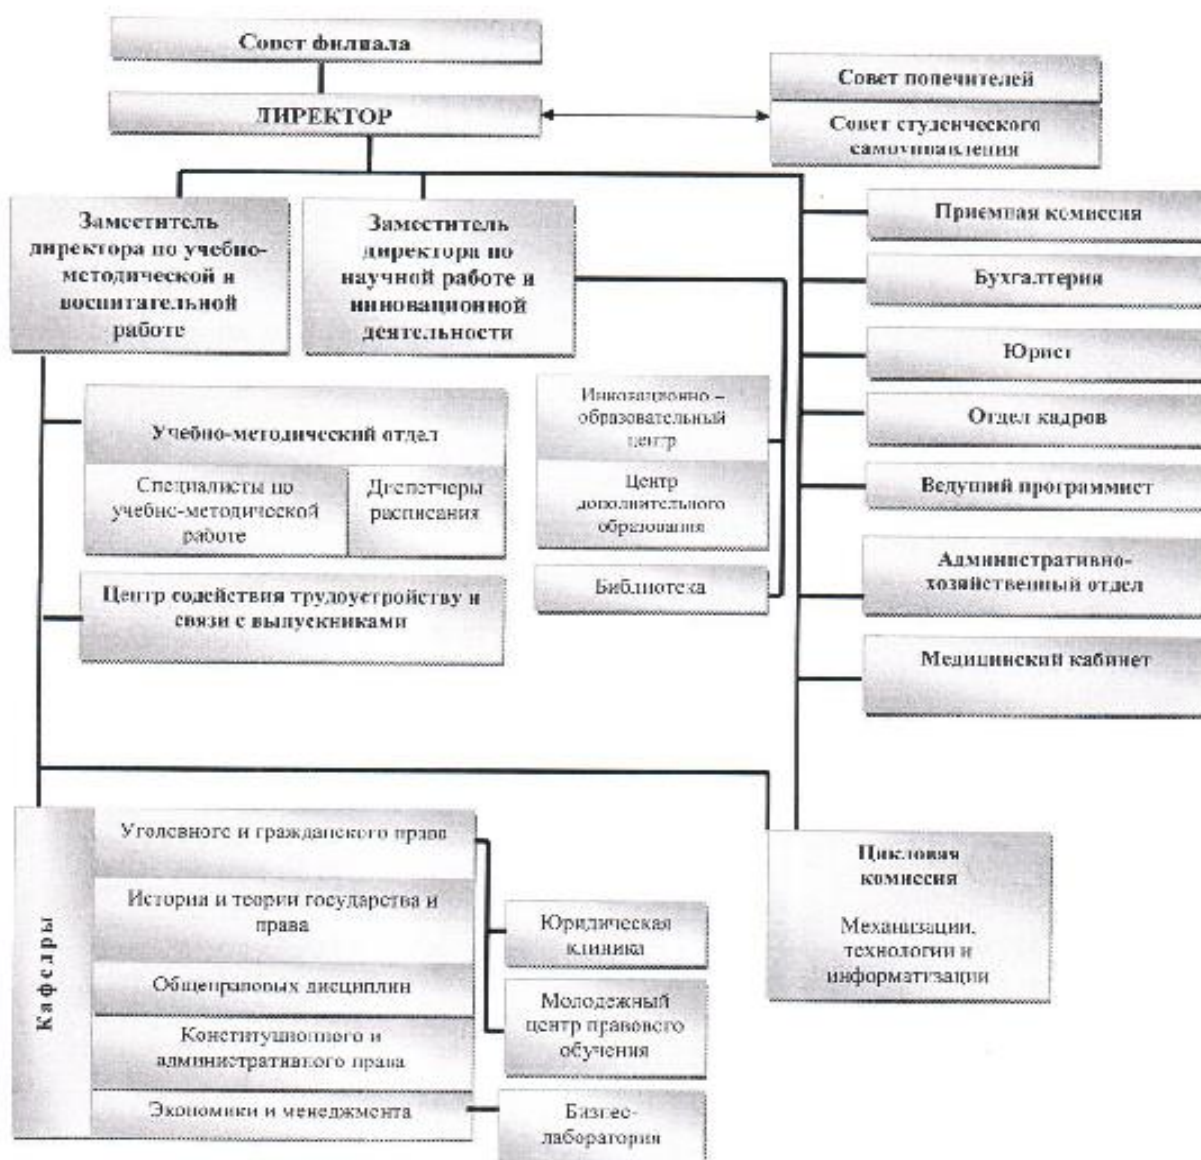 Совет филиала
ДИРЕКТОР
Совет попечителей
Совет студенческого
самоуправления
Заместитель
директора по учебно-
методической и
воспитательной
работе
Заместитель
директора по
научной работе и
инновационной
деятельности
Приемная комиссия
Бухгалтерия
Юрист
Отдел кадров
Ведущий программист
Административно-
хозяйственный отдел
Медицинский кабинет
Учебно-методический отдел
Специалисты по
учебно-методической
работе
Диспетчеры
расписания
Центр содействия трудоустройству и
связи с выпускниками
Инновационно –
образовательный
центр
Центр
дополнительного
образования
Библиотека
Кафедры
Уголовного и гражданского права
Истории и теории государства и
права
Общеправовых дисциплин
Конституционного и
административного права
Экономики и менеджмента
Юридическая
клиника
Молодежный
центр правового
обучения
Бизнес-
лаборатория
Цикловая
комиссия
Механизации,
технологии и
информатизации